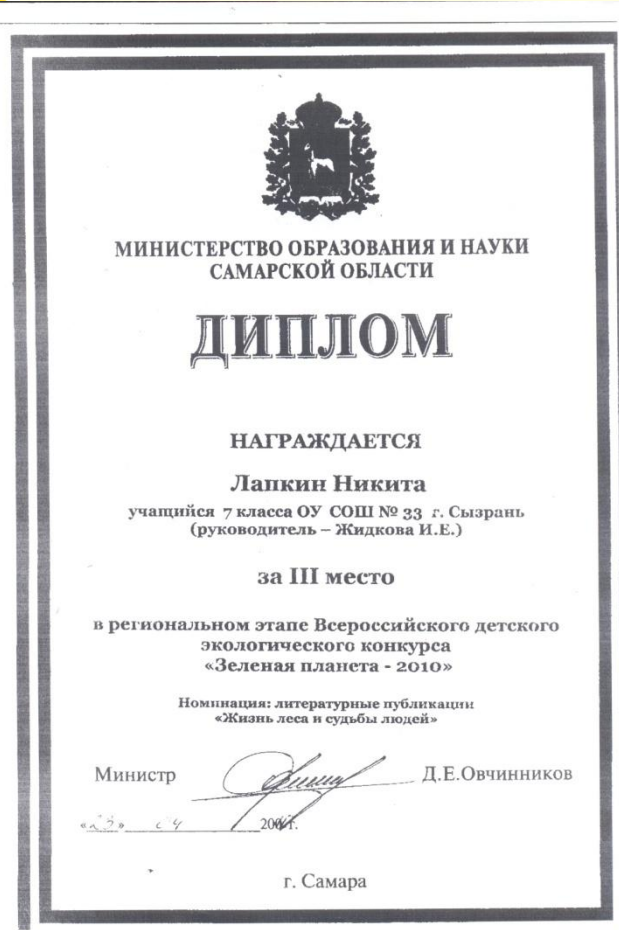 МИНИСТЕРСТВО ОБРАЗОВАНИЯ И НАУКИ
САМАРСКОЙ ОБЛАСТИ
ДИПЛОМ
НАГРАЖДАЕТСЯ
Лапкин Никита
учащийся 7 класса ОУ СОШ № 33 г. Сызрань
(руководитель – Жидкова И.Е.)
за III место
в региональном этапе Всероссийского детского
экологического конкурса
«Зеленая планета - 2010»
Номинация: литературные публикации
«Жизнь леса и судьбы людей»
Министр Д.Е.Овчинников
г. Самара